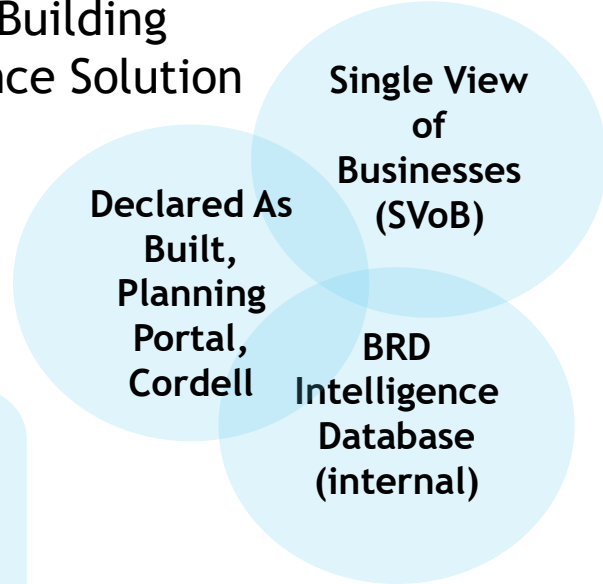 Building
nce Solution
Single View
of
Businesses
(SVoB)
Declared As
Built,
Planning
Portal,
Cordell
BRD
Intelligence
Database
(internal)